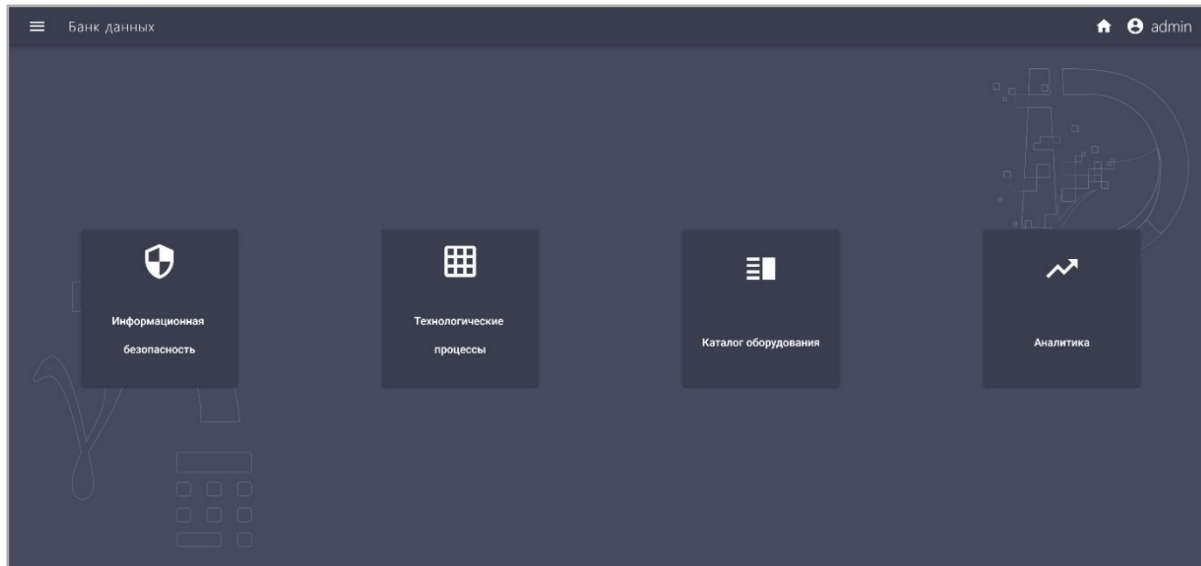 Банк данных
admin
Информационная
безопасность
Технологические
процессы
Каталог оборудования
Аналитика